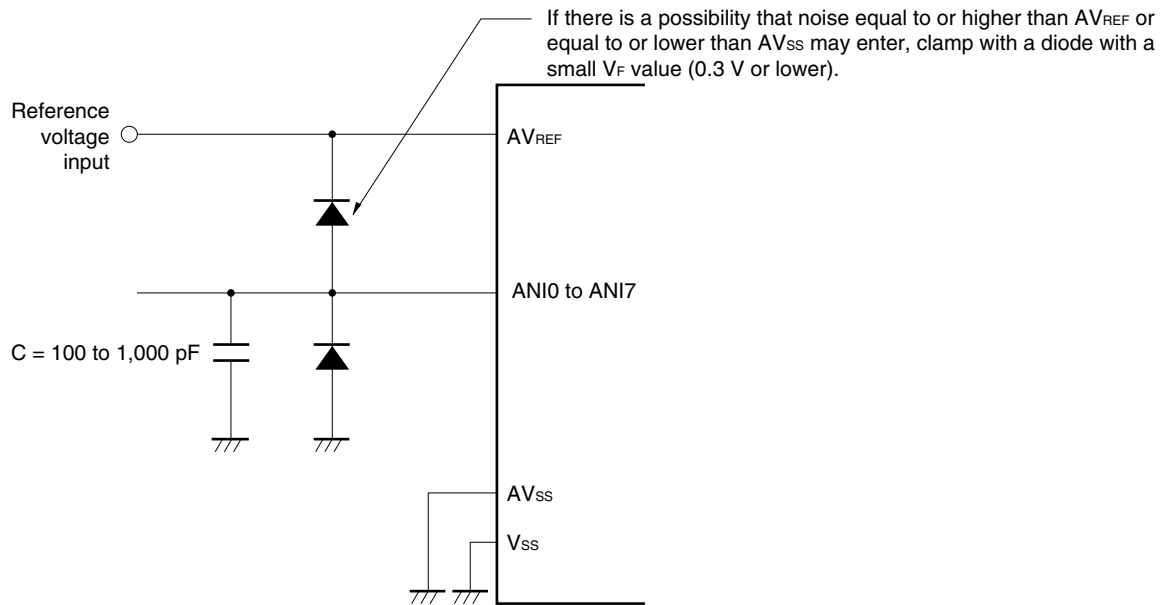 If there is a possibility that noise equal to or higher than AVREF or
equal to or lower than AVSS may enter, clamp with a diode with a
small VF value (0.3 V or lower).
Reference
voltage
input
AVREF
ANI0 to ANI7
C = 100 to 1,000 pF
AVSS
VSS